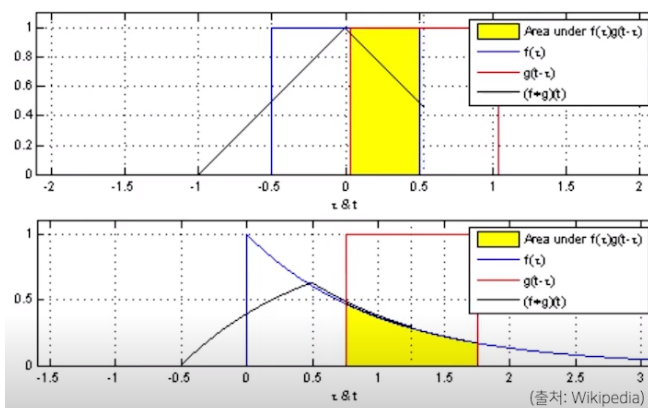 1
0.8
0.6
0.4
0.2
0
-2 -1.5 -1 -0.5 0 0.5 1 1.5 2
τ & t
Area under f(τ)g(t-τ)
f(τ)
g(t-τ)
(f∗g)(t)
1
0.5
0
-1.5 -1 -0.5 0 0.5 1 1.5 2 2.5 3
τ & t
Area under f(τ)g(t-τ)
f(τ)
g(t-τ)
(f∗g)(t)
(출처: Wikipedia)